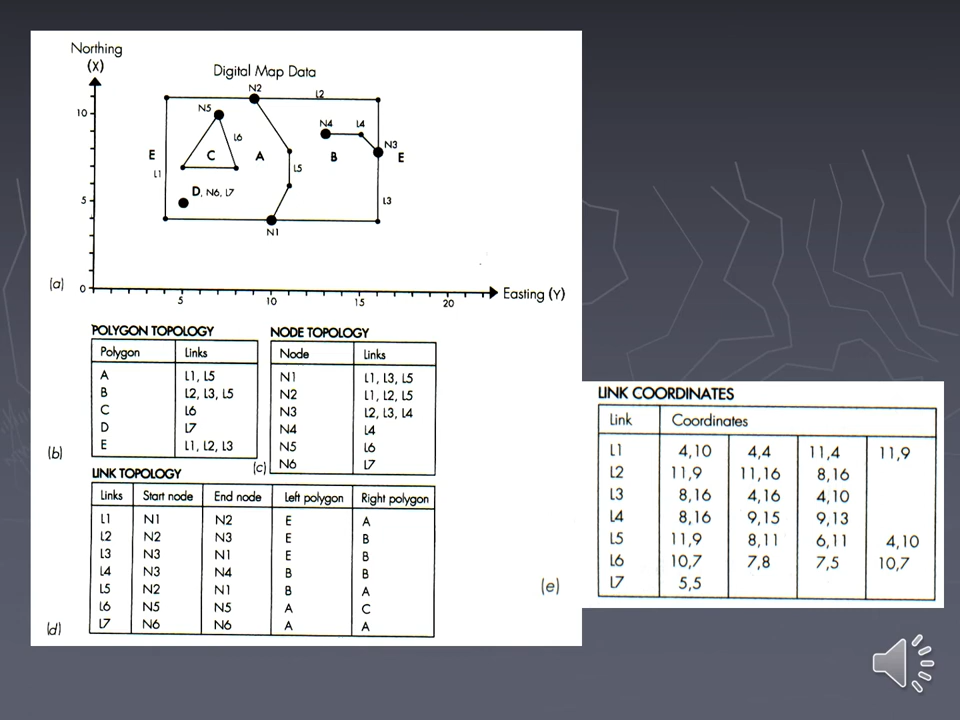 Northing
(X)
Digital Map Data
N2
L2
10
N5
N4
L4
L6
N3
E
C
A
B
E
L1
L5
D, N6, L7
5
L3
N1
(a)
0
5
10
15
20
Easting (Y)
POLYGON TOPOLOGY
Polygon Links
A L1, L5
B L2, L3, L5
C L6
D L7
E L1, L2, L3
(b)
NODE TOPOLOGY
Node Links
N1 L1, L3, L5
N2 L1, L2, L5
N3 L2, L3, L4
N4 L4
N5 L6
N6 L7
(c)
LINK TOPOLOGY
Links Start node End node Left polygon Right polygon
L1 N1 N2 E A
L2 N2 N3 E B
L3 N3 N1 E B
L4 N3 N4 B B
L5 N2 N1 B A
L6 N5 N5 A C
L7 N6 N6 A A
(d)
LINK COORDINATES
Link Coordinates
L1 4,10 4,4 11,4 11,9
L2 11,9 11,16 8,16
L3 8,16 4,16 4,10
L4 8,16 9,15 9,13
L5 11,9 8,11 6,11 4,10
L6 10,7 7,8 7,5 10,7
L7 5,5
(e)